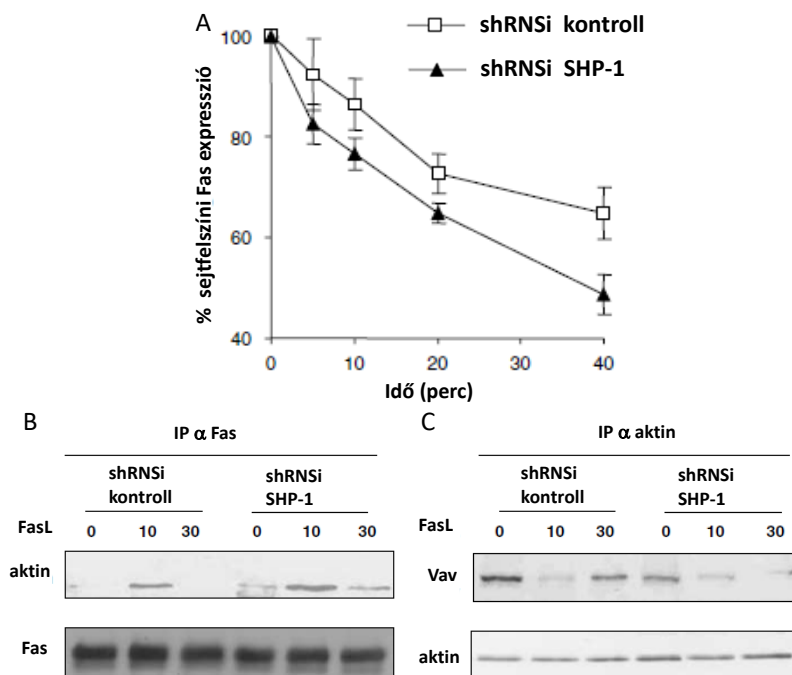 A
shRNSi kontroll
shRNSi SHP-1
% sejtfelszíni Fas expresszió
100
80
60
40
0 10 20 30 40
Idő (perc)
B
IP α Fas
shRNSi kontroll
shRNSi SHP-1
FasL 0 10 30 0 10 30
aktin
Fas
C
IP α aktin
shRNSi kontroll
shRNSi SHP-1
FasL 0 10 30 0 10 30
Vav
aktin